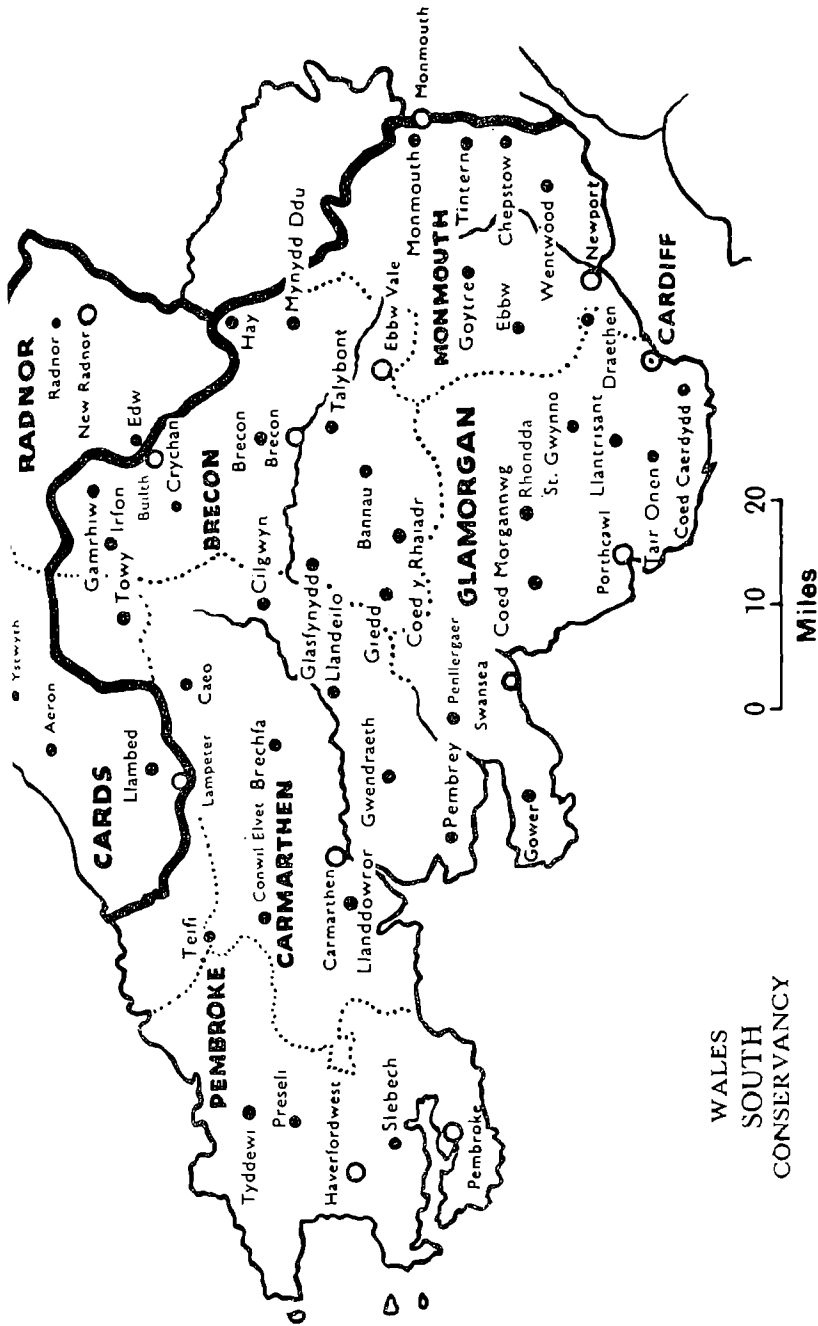 Ystwyth
Aeron
CARDS
Llambed
Lampeter
RADNOR
Radnor
New Radnor
Gamrhiw
Irfon
Towy
Edw
Builth
Crychan
BRECON
Caeo
Teifi
PEMBROKE
Conwil Elvet
Brechfa
CARMARTHEN
Cilgwyn
Brecon
Brecon
Hay
Mynydd Ddu
Tyddewi
Preseli
Haverfordwest
Slebech
Pembroke
Carmarthen
Llanddowror
Gwendraeth
Glasfynydd
Llandeilo
Gredd
Coed y Rhaiadr
Bannau
Talybont
Ebbw Vale
Monmouth
Monmouth
MONMOUTH
Tintern
Goytre
Chepstow
Ebbw
Wentwood
Newport
Pembrey
Penllergaer
Swansea
Gower
GLAMORGAN
Coed Morgannwg
Rhondda
St. Gwynno
Llantrisant
Draethen
CARDIFF
Porthcawl
Tair Onen
Coed Caerdydd
0 10 20
Miles
WALES
SOUTH
CONSERVANCY